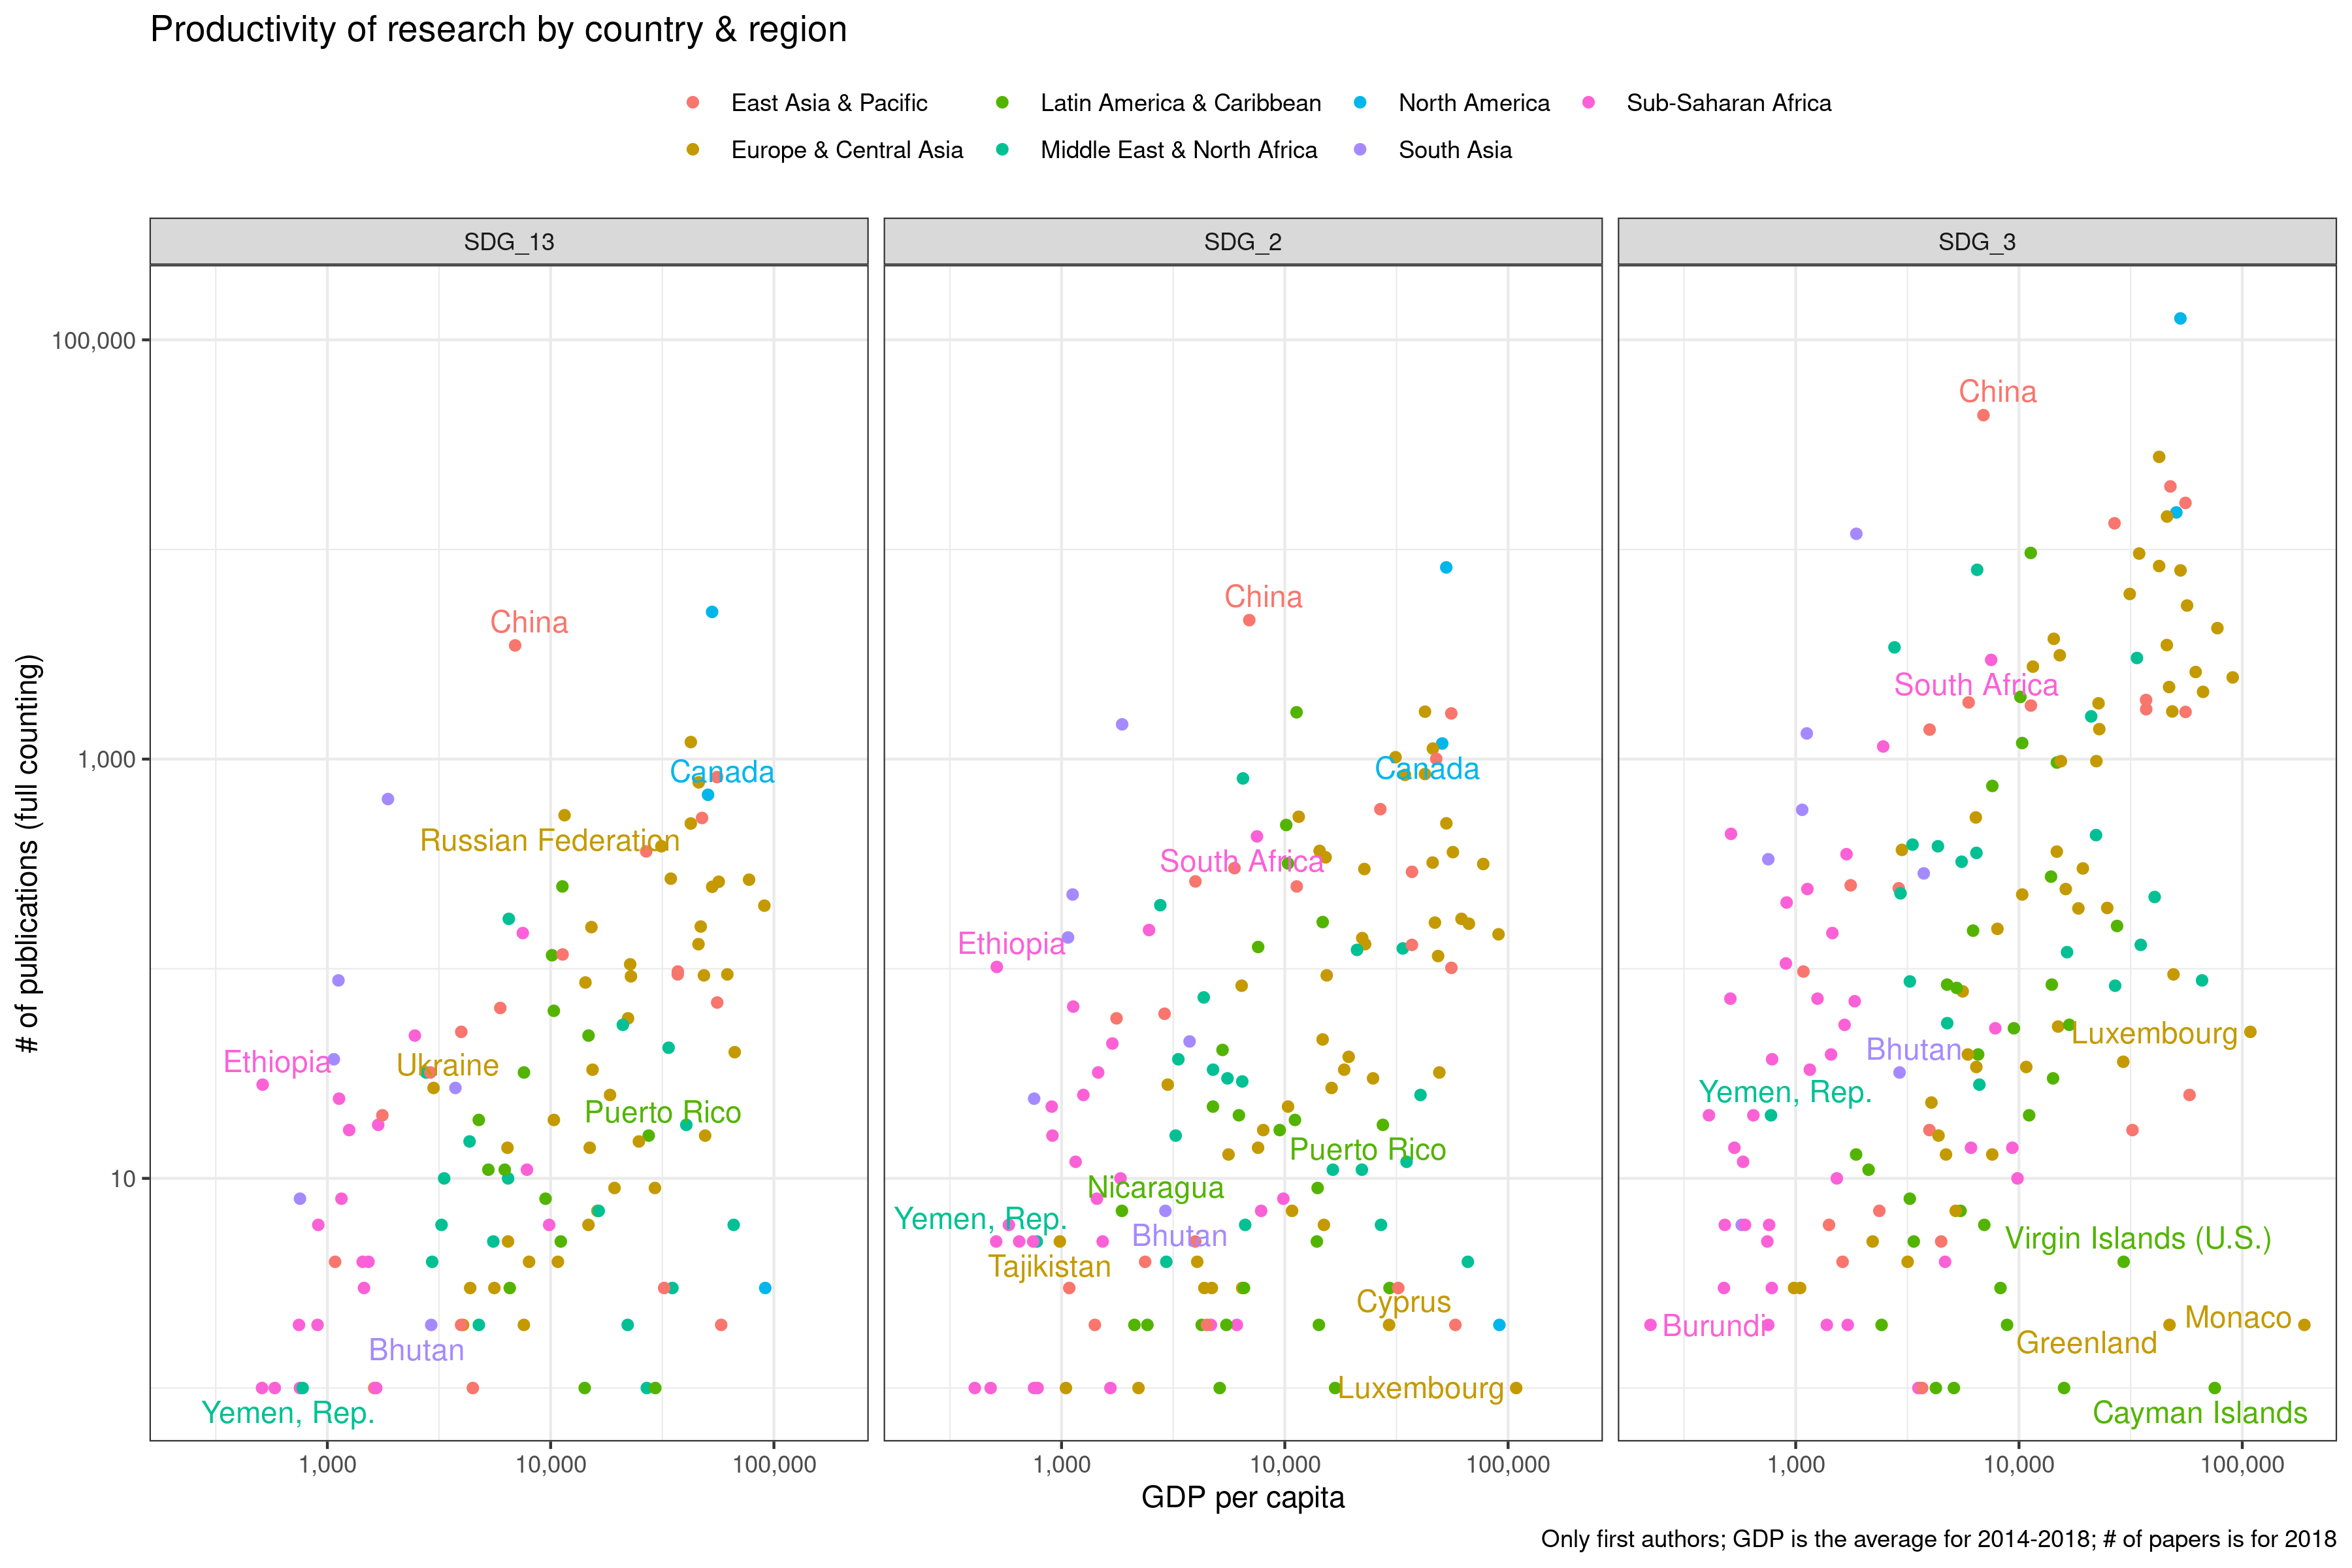 Productivity of research by country & region
East Asia & Pacific
Latin America & Caribbean
North America
Sub-Saharan Africa
Europe & Central Asia
Middle East & North Africa
South Asia
SDG_13
SDG_2
SDG_3
# of publications (full counting)
100,000
1,000
10
China
Canada
Russian Federation
Ethiopia
Ukraine
Puerto Rico
Bhutan
Yemen, Rep.
China
Canada
South Africa
Ethiopia
Puerto Rico
Nicaragua
Yemen, Rep.
Bhutan
Tajikistan
Cyprus
Luxembourg
China
South Africa
Luxembourg
Bhutan
Yemen, Rep.
Virgin Islands (U.S.)
Burundi
Monaco
Greenland
Cayman Islands
1,000
10,000
100,000
1,000
10,000
100,000
1,000
10,000
100,000
GDP per capita
Only first authors; GDP is the average for 2014-2018; # of papers is for 2018